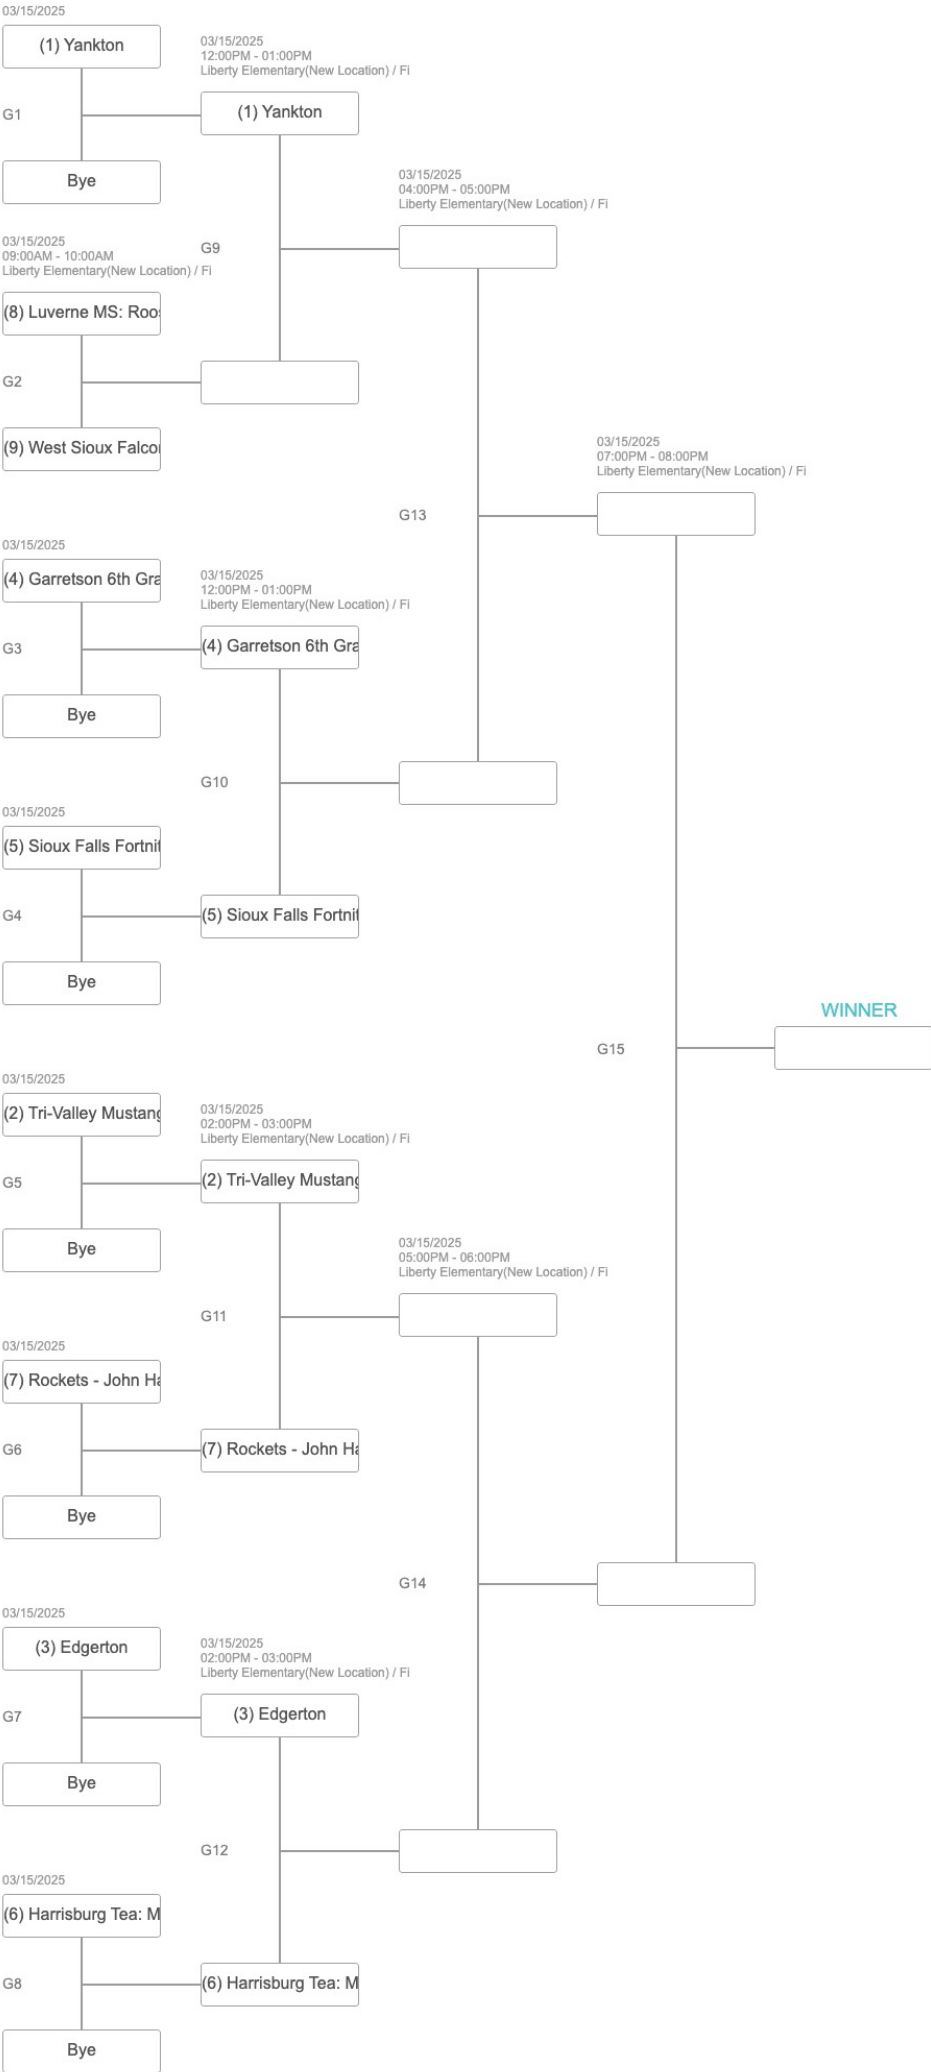 03/15/2025
(1) Yankton
G1
Bye
03/15/2025
09:00AM - 10:00AM
Liberty Elementary(New Location) / Fi
(8) Luverne MS: Roo
G2
(9) West Sioux Falco
03/15/2025
(4) Garretson 6th Gra
G3
Bye
03/15/2025
(5) Sioux Falls Fortnit
G4
Bye
03/15/2025
(2) Tri-Valley Mustang
G5
Bye
03/15/2025
(7) Rockets - John Ha
G6
Bye
03/15/2025
(3) Edgerton
G7
Bye
03/15/2025
(6) Harrisburg Tea: M
G8
Bye
03/15/2025
12:00PM - 01:00PM
Liberty Elementary(New Location) / Fi
(1) Yankton
G9
03/15/2025
12:00PM - 01:00PM
Liberty Elementary(New Location) / Fi
(4) Garretson 6th Gra
G10
(5) Sioux Falls Fortnit
03/15/2025
02:00PM - 03:00PM
Liberty Elementary(New Location) / Fi
(2) Tri-Valley Mustang
G11
(7) Rockets - John Ha
03/15/2025
02:00PM - 03:00PM
Liberty Elementary(New Location) / Fi
(3) Edgerton
G12
(6) Harrisburg Tea: M
03/15/2025
04:00PM - 05:00PM
Liberty Elementary(New Location) / Fi
G13
03/15/2025
05:00PM - 06:00PM
Liberty Elementary(New Location) / Fi
G14
03/15/2025
07:00PM - 08:00PM
Liberty Elementary(New Location) / Fi
G15
WINNER